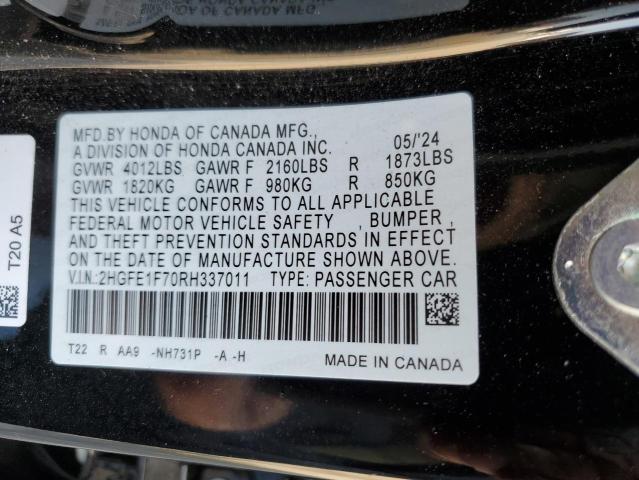 OF CANADA MFG.
MFD.BY HONDA OF CANADA MFG., 05/'24
A DIVISION OF HONDA CANADA INC.
GVWR 4012LBS GAWR F 2160LBS R 1873LBS
GVWR 1820KG GAWR F 980KG R 850KG
THIS VEHICLE CONFORMS TO ALL APPLICABLE
FEDERAL MOTOR VEHICLE SAFETY , BUMPER ,
AND THEFT PREVENTION STANDARDS IN EFFECT
ON THE DATE OF MANUFACTURE SHOWN ABOVE.
V.I.N: 2HGFE1F70RH337011 TYPE: PASSENGER CAR
T22 R AA9 -NH731P -A -H
MADE IN CANADA
T20 A5